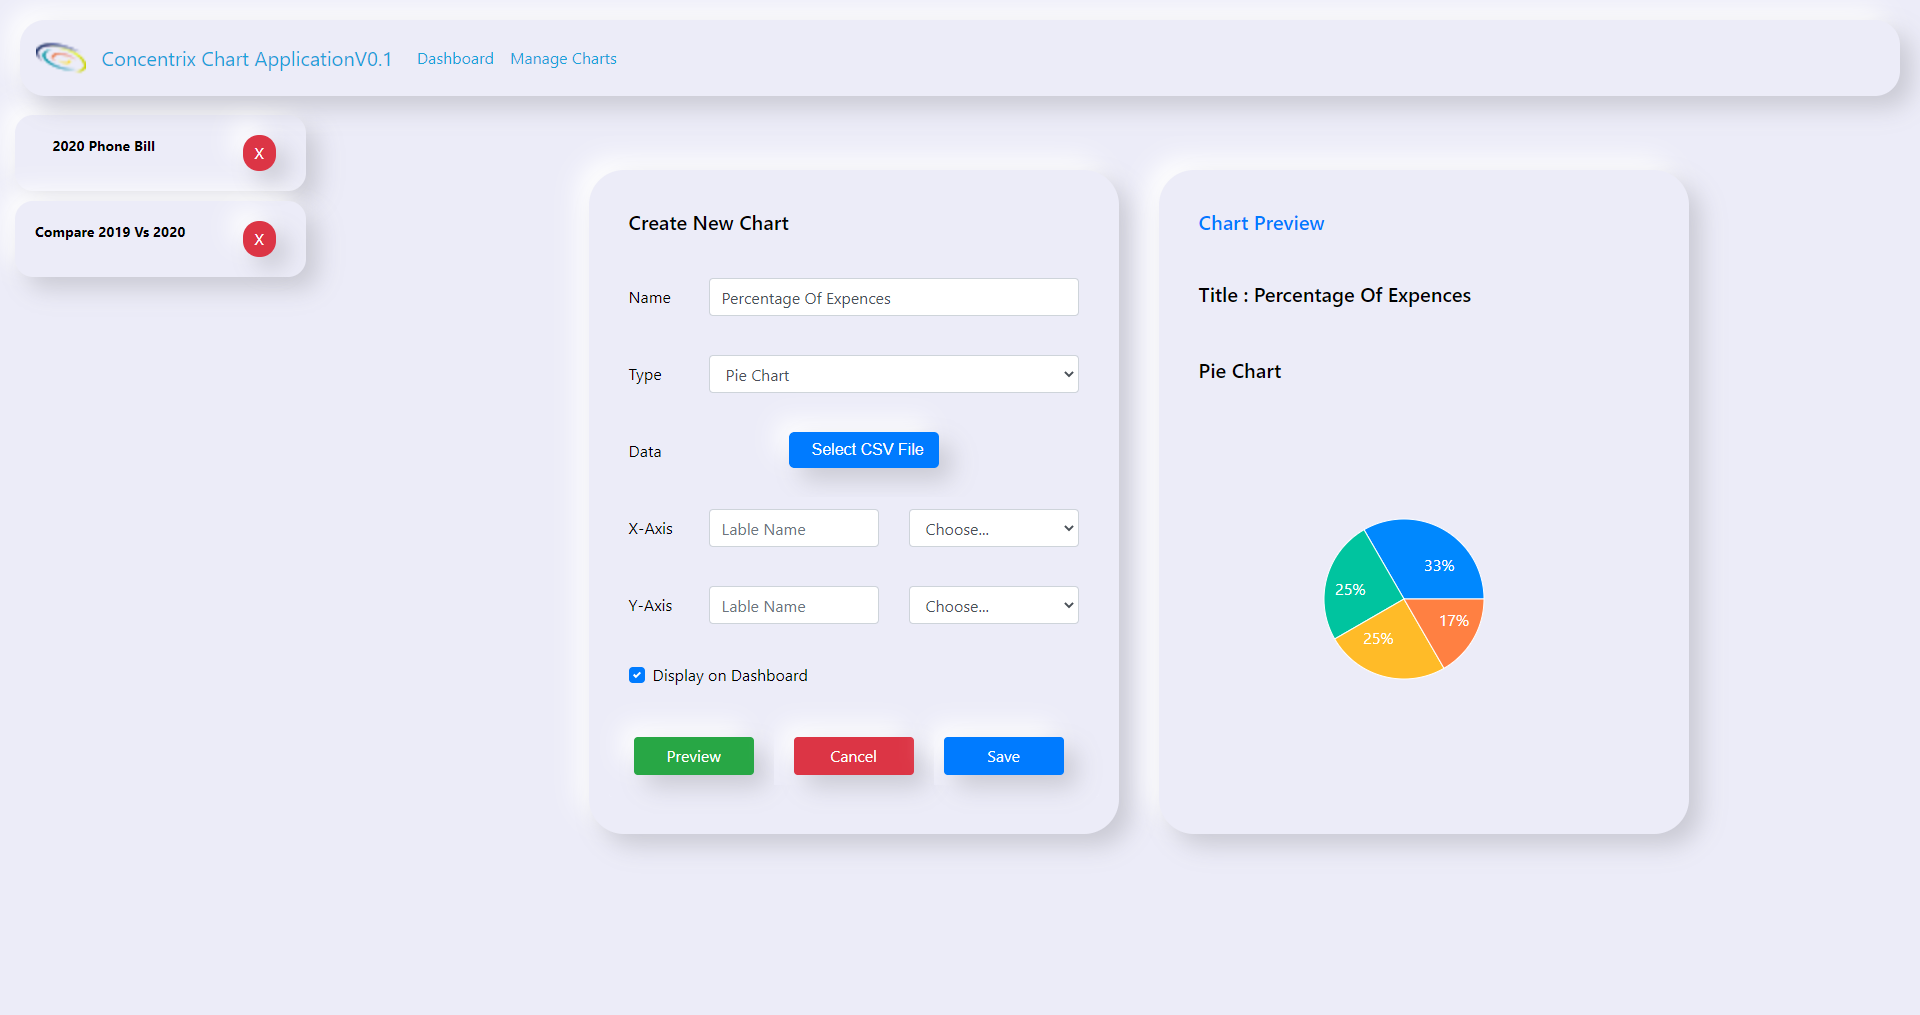 Concentrix Chart ApplicationV0.1 Dashboard Manage Charts
2020 Phone Bill X
Compare 2019 Vs 2020 X
Create New Chart
Name Percentage Of Expences
Type Pie Chart
Data Select CSV File
X-Axis Lable Name Choose...
Y-Axis Lable Name Choose...
Display on Dashboard
Preview Cancel Save
Chart Preview
Title : Percentage Of Expences
Pie Chart
33%
25%
17%
25%